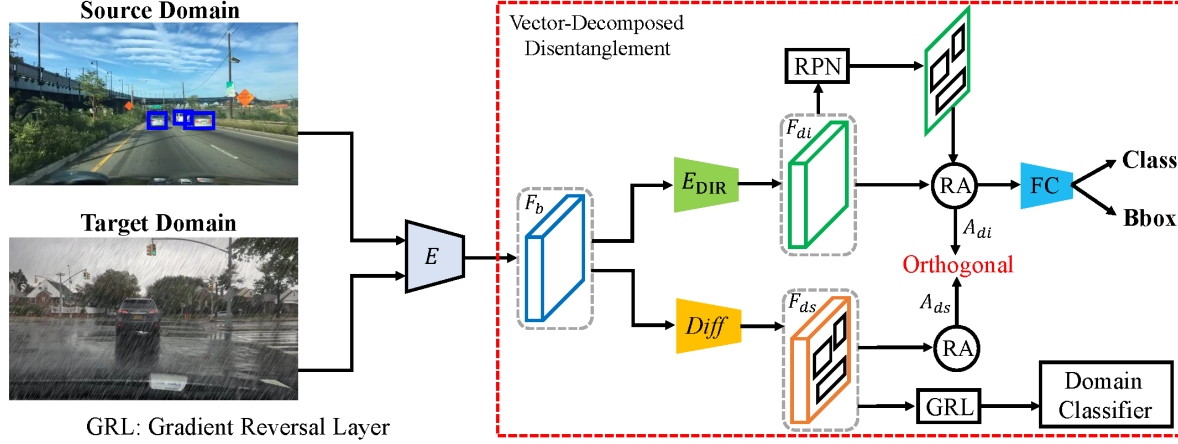 Source Domain
Target Domain
GRL: Gradient Reversal Layer
E
Vector-Decomposed
Disentanglement
F_b
E_DIR
Diff
RPN
F_di
RA
FC
Class
Bbox
A_di
Orthogonal
A_ds
F_ds
RA
GRL
Domain
Classifier